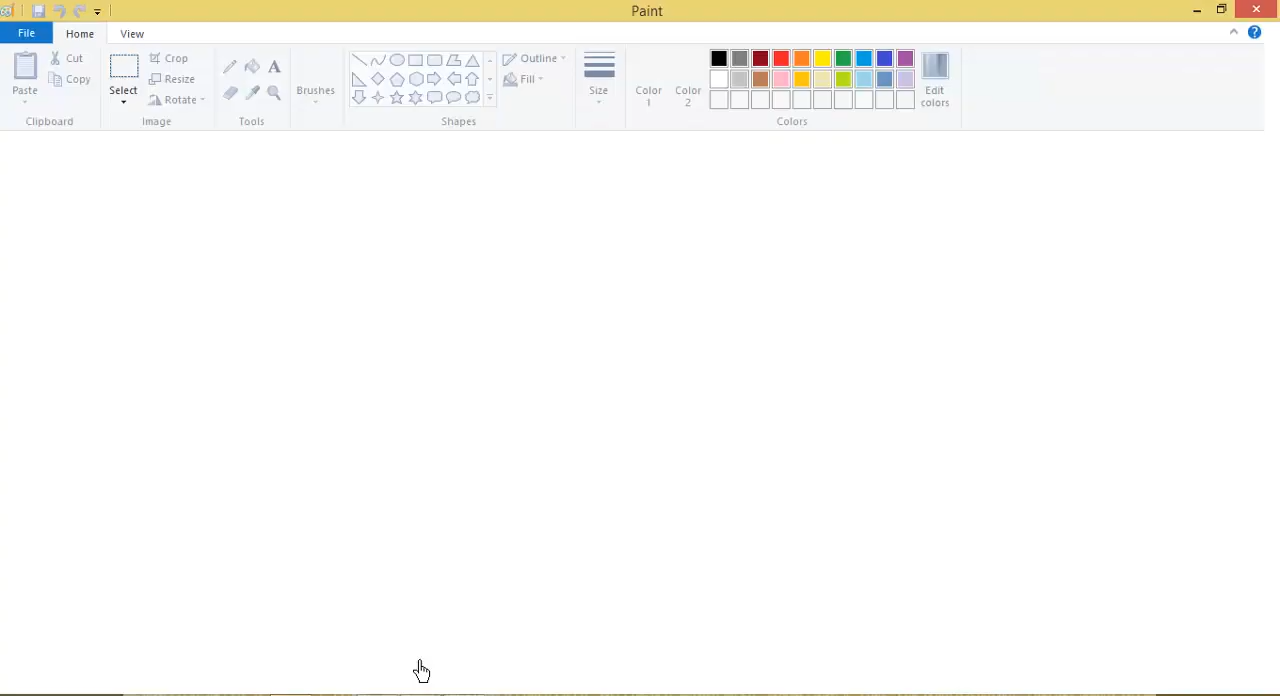 Paint
File Home View
Paste Cut Copy Clipboard
Select Crop Resize Rotate Image
A
Tools
Brushes
Outline Fill Shapes
Size
Color 1
Color 2
Edit colors
Colors